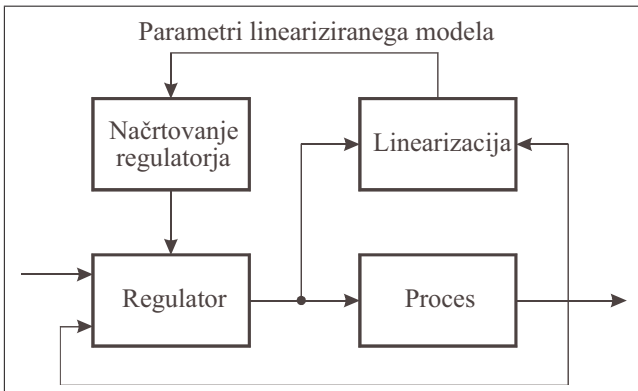 Parametri lineariziranega modela
Načrtovanje
regulatorja
Linearizacija
Regulator
Proces